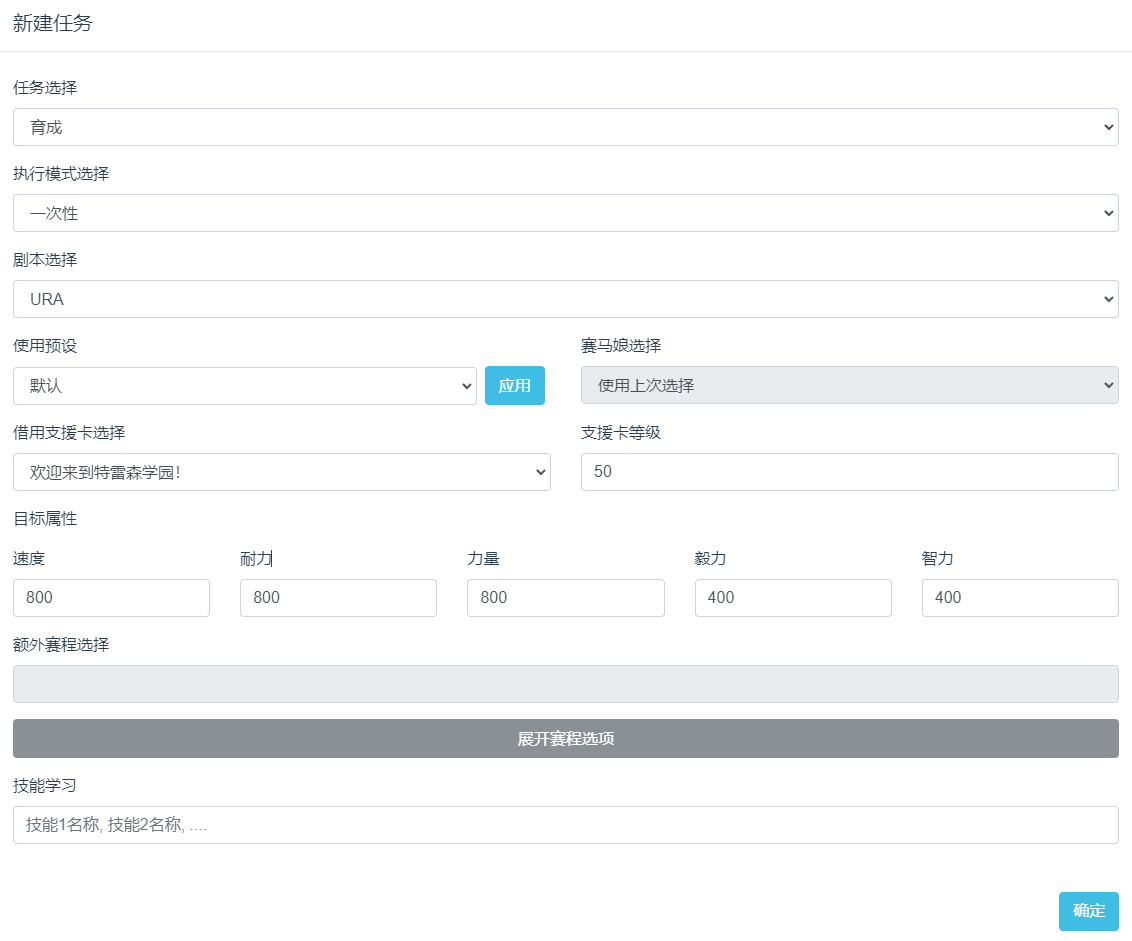 新建任务
任务选择
育成
执行模式选择
一次性
剧本选择
URA
使用预设 赛马娘选择
默认 应用 使用上次选择
借用支援卡选择 支援卡等级
欢迎来到特雷森学园! 50
目标属性
速度 耐力 力量 毅力 智力
800 800 800 400 400
额外赛程选择
展开赛程选项
技能学习
技能1名称, 技能2名称, ....
确定